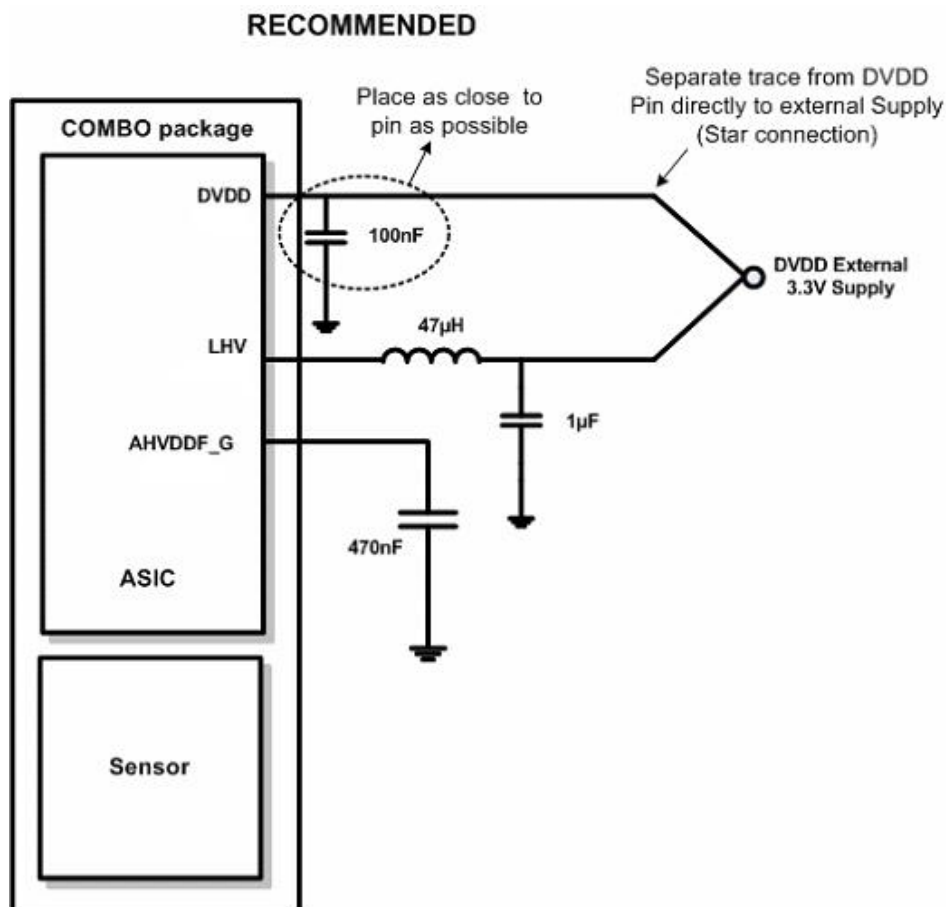 RECOMMENDED
Place as close to
pin as possible
Separate trace from DVDD
Pin directly to external Supply
(Star connection)
COMBO package
DVDD
100nF
DVDD External
3.3V Supply
47µH
LHV
1µF
AHVDDF_G
470nF
ASIC
Sensor